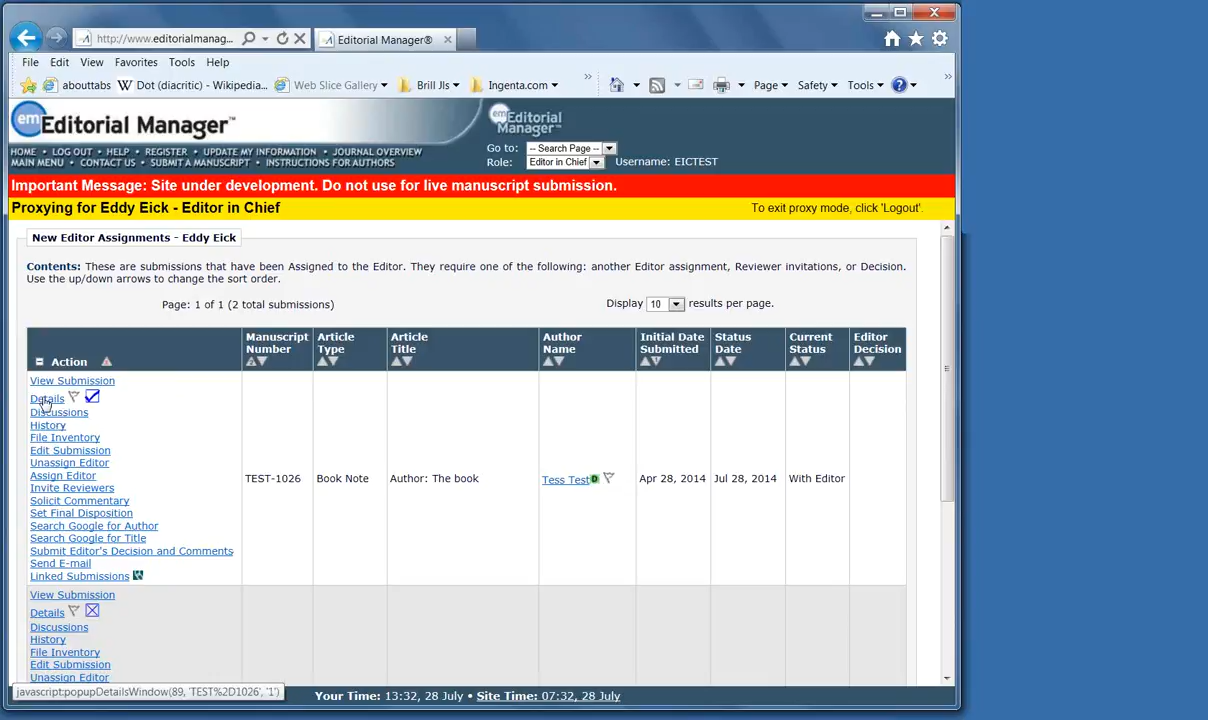 http://www.editorialmanag...
Editorial Manager®
File Edit View Favorites Tools Help
abouttabs Dot (diacritic) - Wikipedia... Web Slice Gallery Brill Jls Ingenta.com » Page Safety Tools »
em Editorial Manager™
em Editorial Manager™
HOME • LOG OUT • HELP • REGISTER • UPDATE MY INFORMATION • JOURNAL OVERVIEW
MAIN MENU • CONTACT US • SUBMIT A MANUSCRIPT • INSTRUCTIONS FOR AUTHORS
Go to: -- Search Page --
Role: Editor in Chief Username: EICTEST
Important Message: Site under development. Do not use for live manuscript submission.
Proxying for Eddy Eick - Editor in Chief To exit proxy mode, click 'Logout'.
New Editor Assignments - Eddy Eick
Contents: These are submissions that have been Assigned to the Editor. They require one of the following: another Editor assignment, Reviewer invitations, or Decision.
Use the up/down arrows to change the sort order.
Page: 1 of 1 (2 total submissions) Display 10 results per page.
Action Manuscript Number Article Type Article Title Author Name Initial Date Submitted Status Date Current Status Editor Decision
View Submission
Details
Discussions
History
File Inventory
Edit Submission
Unassign Editor
Assign Editor
Invite Reviewers
Solicit Commentary
Set Final Disposition
Search Google for Author
Search Google for Title
Submit Editor's Decision and Comments
Send E-mail
Linked Submissions
TEST-1026 Book Note Author: The book Tess Test D Apr 28, 2014 Jul 28, 2014 With Editor
View Submission
Details
Discussions
History
File Inventory
Edit Submission
Unassign Editor
javascript:popupDetailsWindow(89, 'TEST%2D1026', '1')
Your Time: 13:32, 28 July • Site Time: 07:32, 28 July